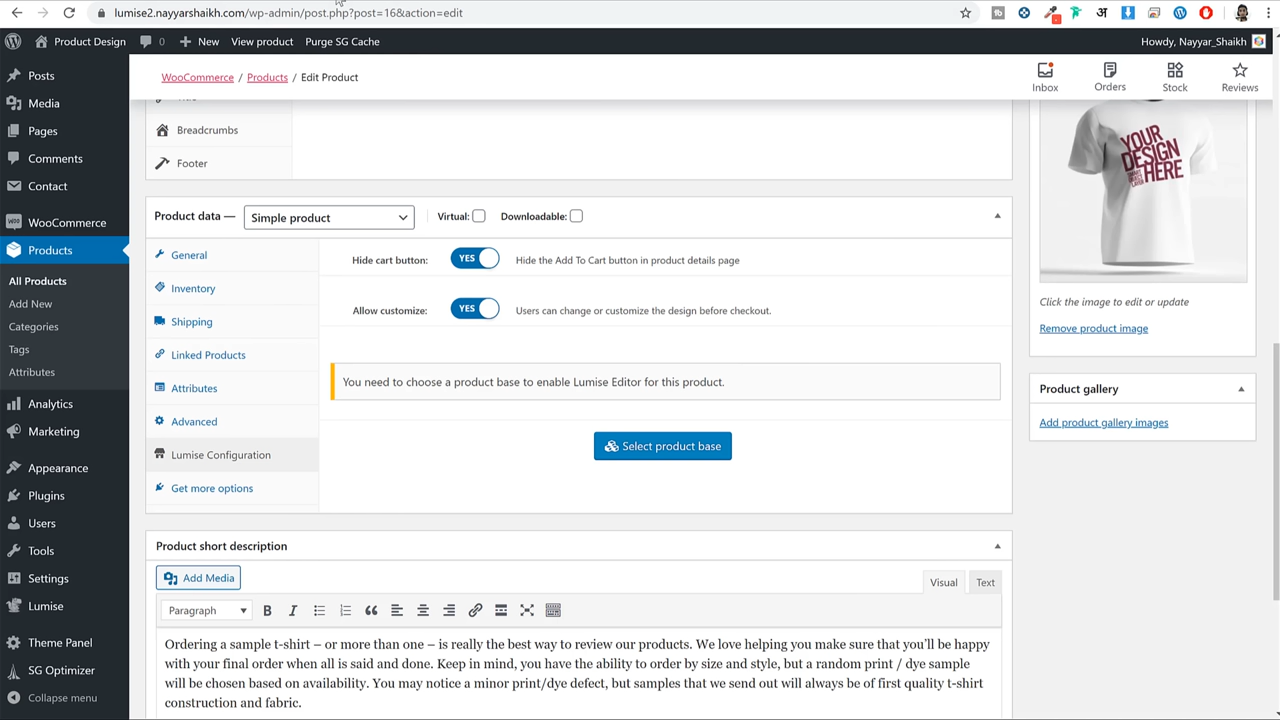 lumise2.nayyarshaikh.com/wp-admin/post.php?post=16&action=edit
Product Design
0
New
View product
Purge SG Cache
Howdy, Nayyar_Shaikh
Posts
Media
Pages
Comments
Contact
WooCommerce
Products
All Products
Add New
Categories
Tags
Attributes
Analytics
Marketing
Appearance
Plugins
Users
Tools
Settings
Lumise
Theme Panel
SG Optimizer
Collapse menu
WooCommerce / Products / Edit Product
Inbox
Orders
Stock
Reviews
Breadcrumbs
Footer
Product data —
Simple product
Virtual:
Downloadable:
General
Inventory
Shipping
Linked Products
Attributes
Advanced
Lumise Configuration
Get more options
Hide cart button:
YES
Hide the Add To Cart button in product details page
Allow customize:
YES
Users can change or customize the design before checkout.
You need to choose a product base to enable Lumise Editor for this product.
Select product base
Product short description
Add Media
Visual
Text
Paragraph
B
I
Ordering a sample t-shirt – or more than one – is really the best way to review our products. We love helping you make sure that you'll be happy
with your final order when all is said and done. Keep in mind, you have the ability to order by size and style, but a random print / dye sample
will be chosen based on availability. You may notice a minor print/dye defect, but samples that we send out will always be of first quality t-shirt
construction and fabric.
YOUR
DESIGN
HERE
Click the image to edit or update
Remove product image
Product gallery
Add product gallery images